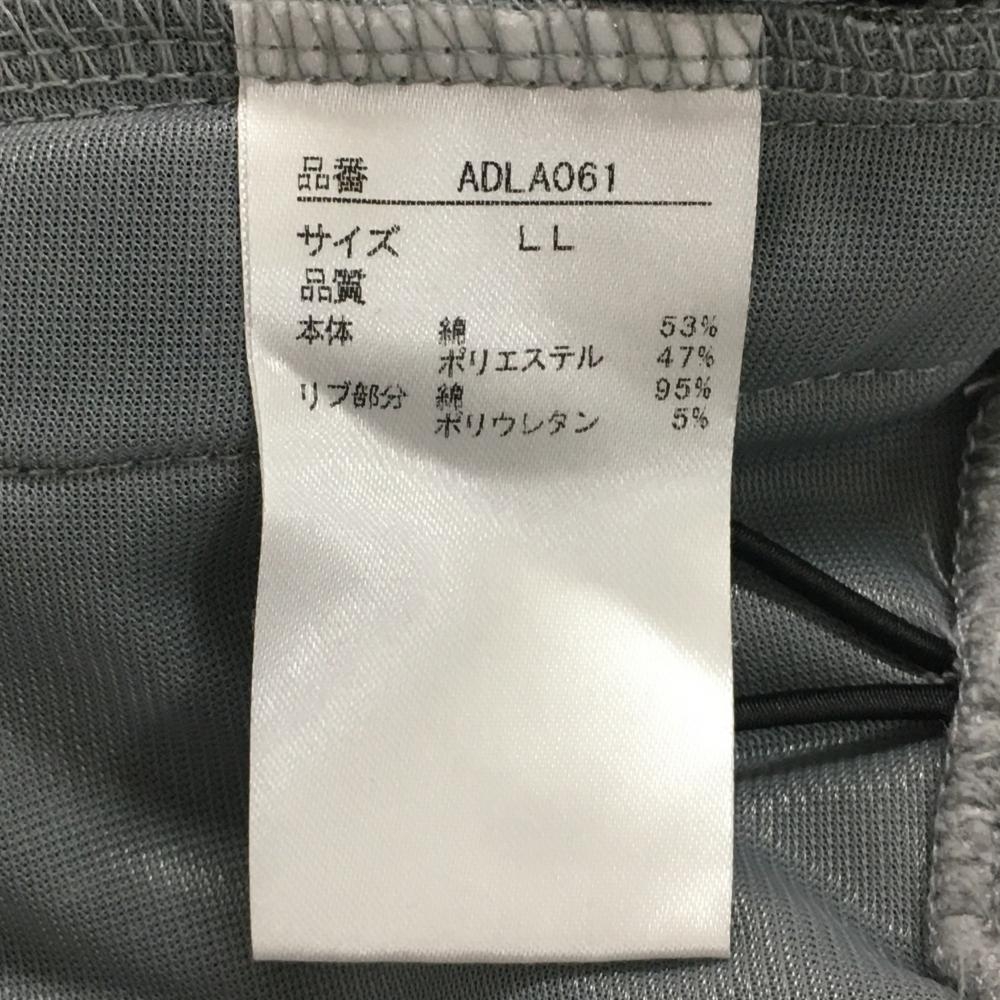 品番 ADLA061
サイズ LL
品質
本体 綿 53%
ポリエステル 47%
リブ部分 綿 95%
ポリウレタン 5%